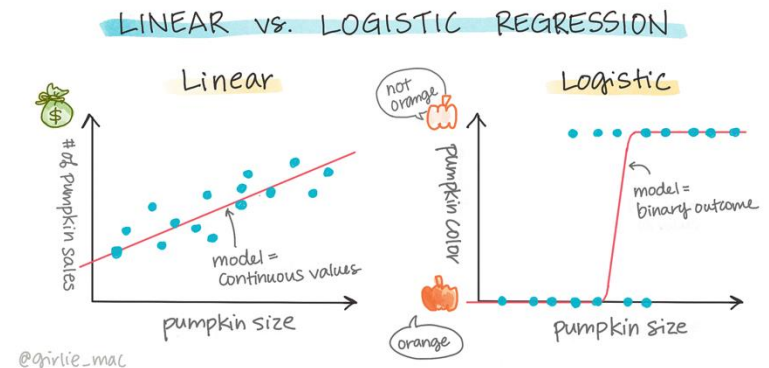 LINEAR vs. LOGISTIC REGRESSION
Linear
$
# of pumpkin sales
model =
continuous values
pumpkin size
@girlie_mac
Logistic
not
orange
pumpkin color
model =
binary outcome
orange
pumpkin size